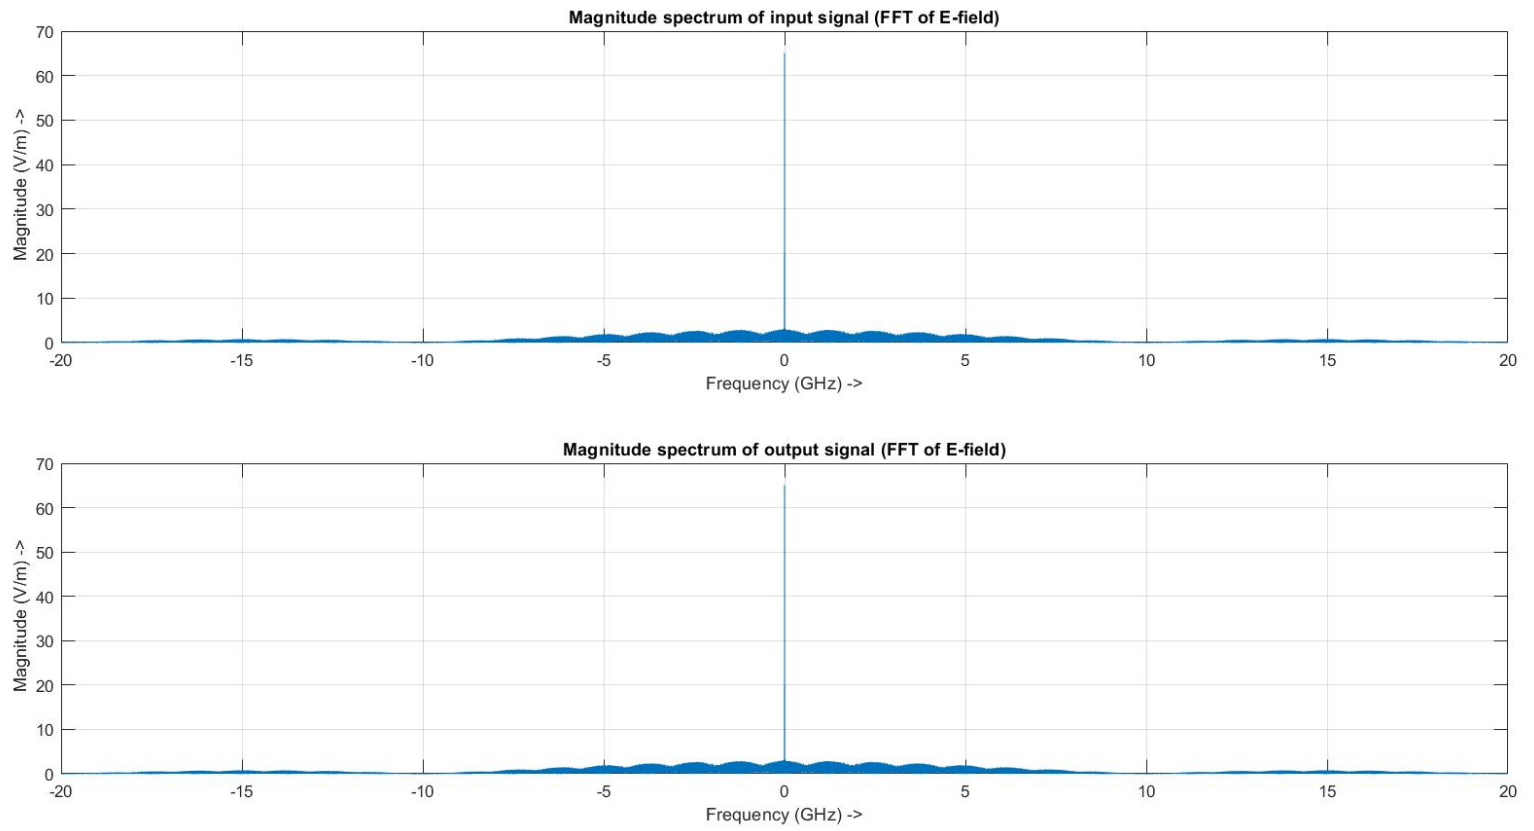 Magnitude spectrum of input signal (FFT of E-field)
Magnitude (V/m) ->
70
60
50
40
30
20
10
0
-20 -15 -10 -5 0 5 10 15 20
Frequency (GHz) ->
Magnitude spectrum of output signal (FFT of E-field)
Magnitude (V/m) ->
70
60
50
40
30
20
10
0
-20 -15 -10 -5 0 5 10 15 20
Frequency (GHz) ->